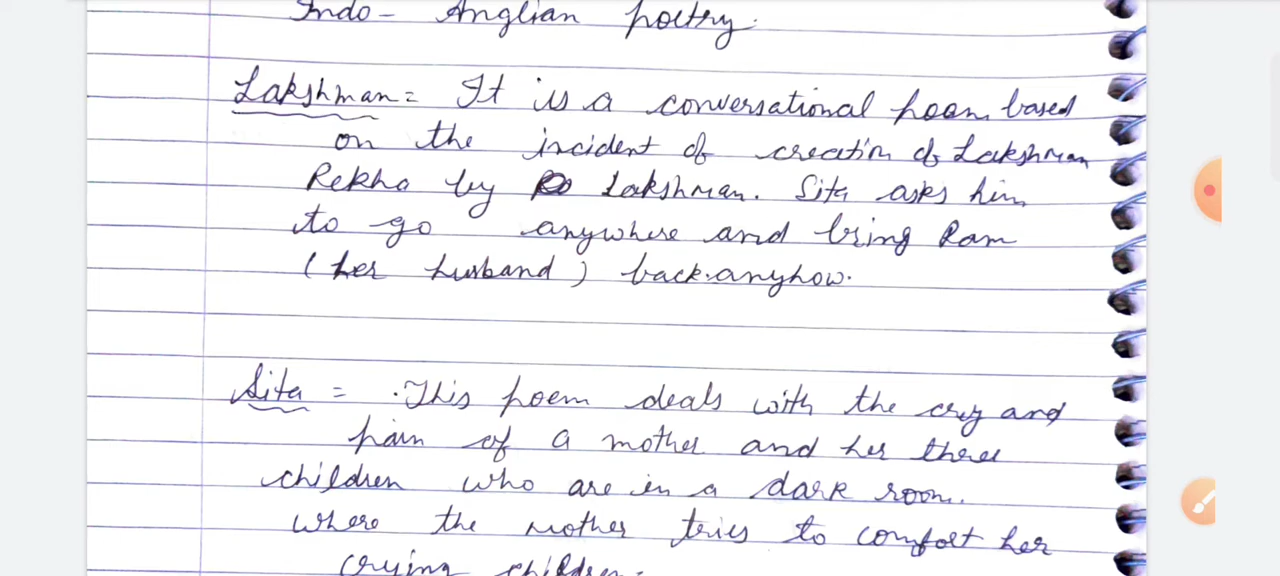 Indo - Anglian poetry.
Lakshman = It is a conversational poem based
on the incident of creation of Lakshman
Rekha by Lakshman. Sita asks him
to go anywhere and bring Ram
(her husband) back anyhow.
Sita = This poem deals with the cry and
pain of a mother and her three
children who are in a dark room.
where the mother tries to comfort her
crying children.